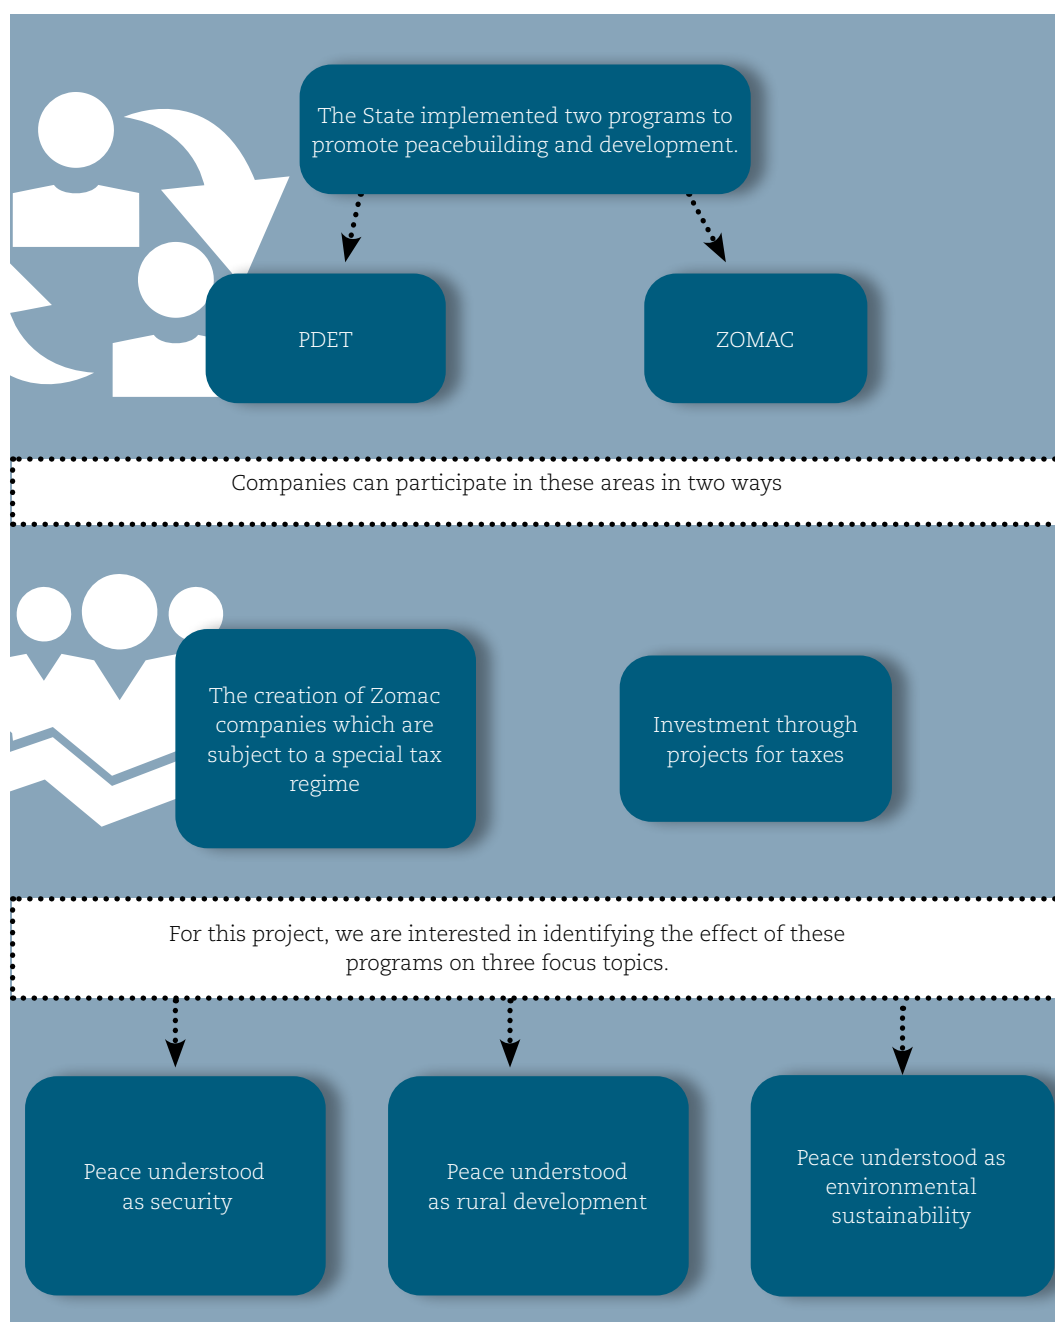 The State implemented two programs to
promote peacebuilding and development.
PDET
ZOMAC
Companies can participate in these areas in two ways
The creation of Zomac
companies which are
subject to a special tax
regime
Investment through
projects for taxes
For this project, we are interested in identifying the effect of these
programs on three focus topics.
Peace understood
as security
Peace understood
as rural development
Peace understood as
environmental
sustainability